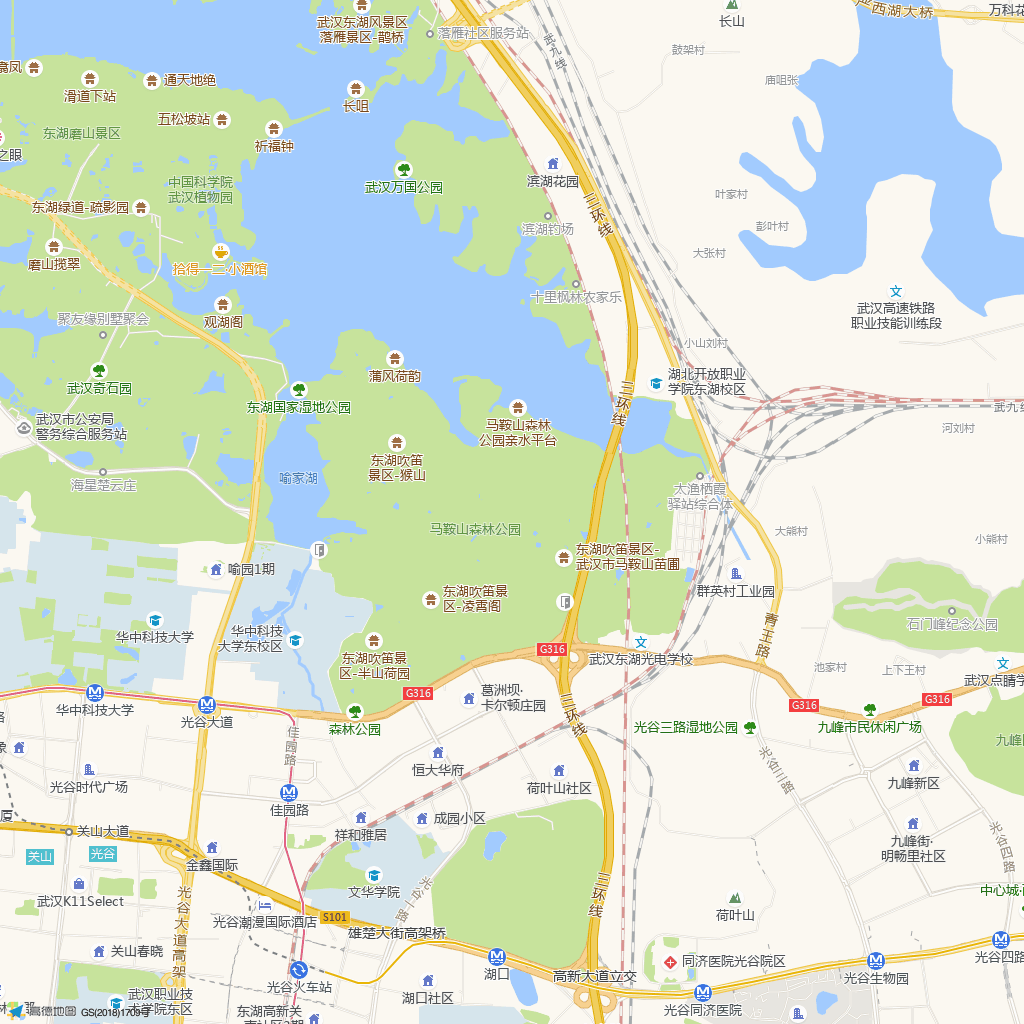 武汉东湖风景区
落雁景区-鹊桥
落雁社区服务站
武九线
长山
严西湖大桥
万科花
鼓架村
庙咀张
翕凤
滑道下站
通天地绝
五松坡站
长咀
祈福钟
东湖磨山景区
之眼
中国科学院
武汉植物园
武汉万国公园
滨湖花园
三环线
滨湖钓场
叶家村
彭叶村
大张村
东湖绿道-疏影园
磨山揽翠
拾得一二·小酒馆
十里枫林农家乐
武汉高速铁路
职业技能训练段
聚友缘别墅聚会
观湖阁
小山刘村
武汉奇石园
东湖国家湿地公园
蒲风荷韵
马鞍山森林
公园亲水平台
三环线
湖北开放职业
学院东湖校区
武九线
河刘村
武汉市公安局
警务综合服务站
海星楚云庄
喻家湖
东湖吹笛
景区-猴山
太渔栖霞
驿站综合体
马鞍山森林公园
大熊村
小熊村
喻园1期
东湖吹笛景区-
武汉市马鞍山苗圃
群英村工业园
东湖吹笛景
区-凌霄阁
石门峰纪念公园
青王路
华中科技大学
华中科技
大学东校区
东湖吹笛景
区-半山荷园
G316
武汉东湖光电学校
池家村
上下王村
武汉点睛学
G316
G316
G316
葛洲坝·
卡尔顿庄园
华中科技大学
光谷大道
森林公园
三环线
光谷三路湿地公园
九峰市民休闲广场
九峰
佳园路
恒大华府
光谷三路
象
光谷时代广场
荷叶山社区
九峰新区
佳园路
祥和雅居
成园小区
厦
关山大道
关山
光谷
金鑫国际
九峰街·
明畅里社区
光谷四路
武汉K11Select
光谷大道高架
文华学院
光谷一路
三环线
中心城·
荷叶山
光谷潮漫国际酒店
S101
雄楚大街高架桥
关山春晓
光谷火车站
湖口
高新大道立交
同济医院光谷院区
光谷生物园
光谷四路
湖口社区
光谷同济医院
武汉职业技
术学院东区
东湖高新关
高德地图 GS(2018)1709号